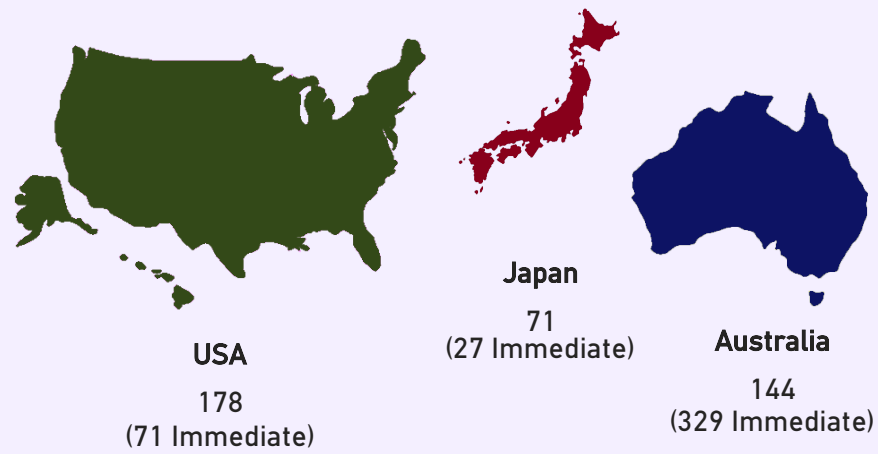 USA
178
(71 Immediate)
Japan
71
(27 Immediate)
Australia
144
(329 Immediate)